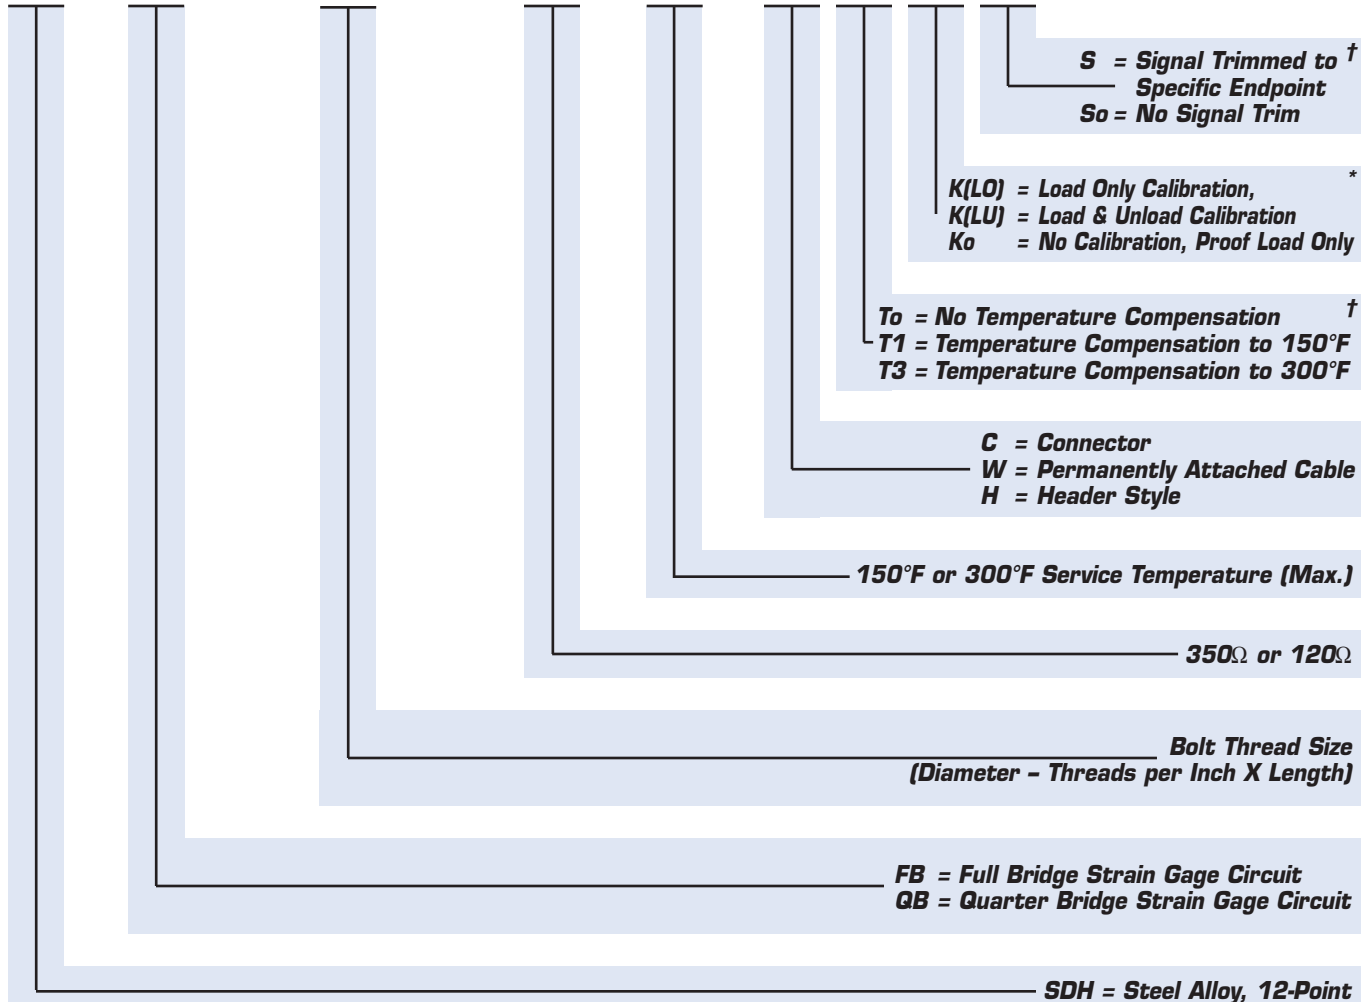 S = Signal Trimmed to †
Specific Endpoint
So = No Signal Trim
K(LO) = Load Only Calibration, *
K(LU) = Load & Unload Calibration
Ko = No Calibration, Proof Load Only
To = No Temperature Compensation †
T1 = Temperature Compensation to 150°F
T3 = Temperature Compensation to 300°F
C = Connector
W = Permanently Attached Cable
H = Header Style
150°F or 300°F Service Temperature (Max.)
350Ω or 120Ω
Bolt Thread Size
(Diameter – Threads per Inch X Length)
FB = Full Bridge Strain Gage Circuit
QB = Quarter Bridge Strain Gage Circuit
SDH = Steel Alloy, 12-Point